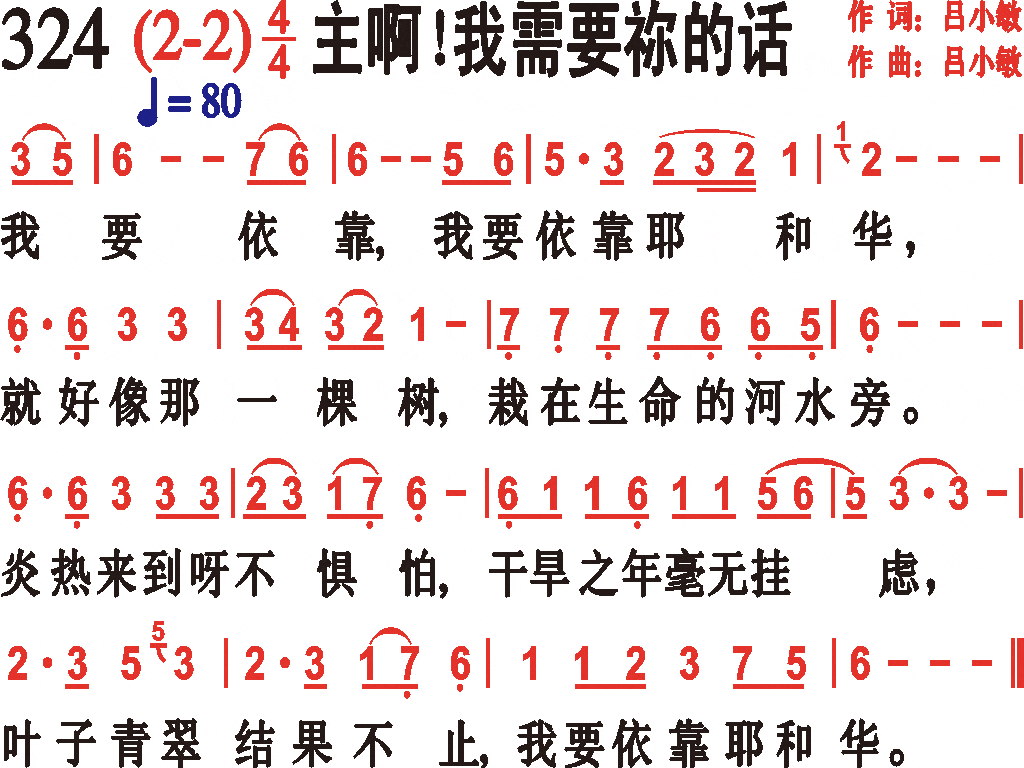 324 (2-2) 4/4 主啊！我需要祢的话 作 词：吕小敏
作 曲：吕小敏
♩= 80
3 5 | 6 - - 7 6 | 6 - - 5 6 | 5 · 3 2 3 2 1 | 1 2 - - - |
我 要 依 靠, 我要依靠耶 和 华，
6 · 6 3 3 | 3 4 3 2 1 - | 7 7 7 7 6 6 5 | 6 - - - |
就好像那 一 棵 树, 栽在生命的河水旁。
6 · 6 3 3 3 | 2 3 1 7 6 - | 6 1 1 6 1 1 5 6 | 5 3 · 3 - |
炎热来到呀不 惧 怕, 干旱之年毫无挂 虑，
2 · 3 5 5 3 | 2 · 3 1 7 6 | 1 1 2 3 7 5 | 6 - - - ‖
叶子青翠 结果不 止, 我要依靠耶和华。